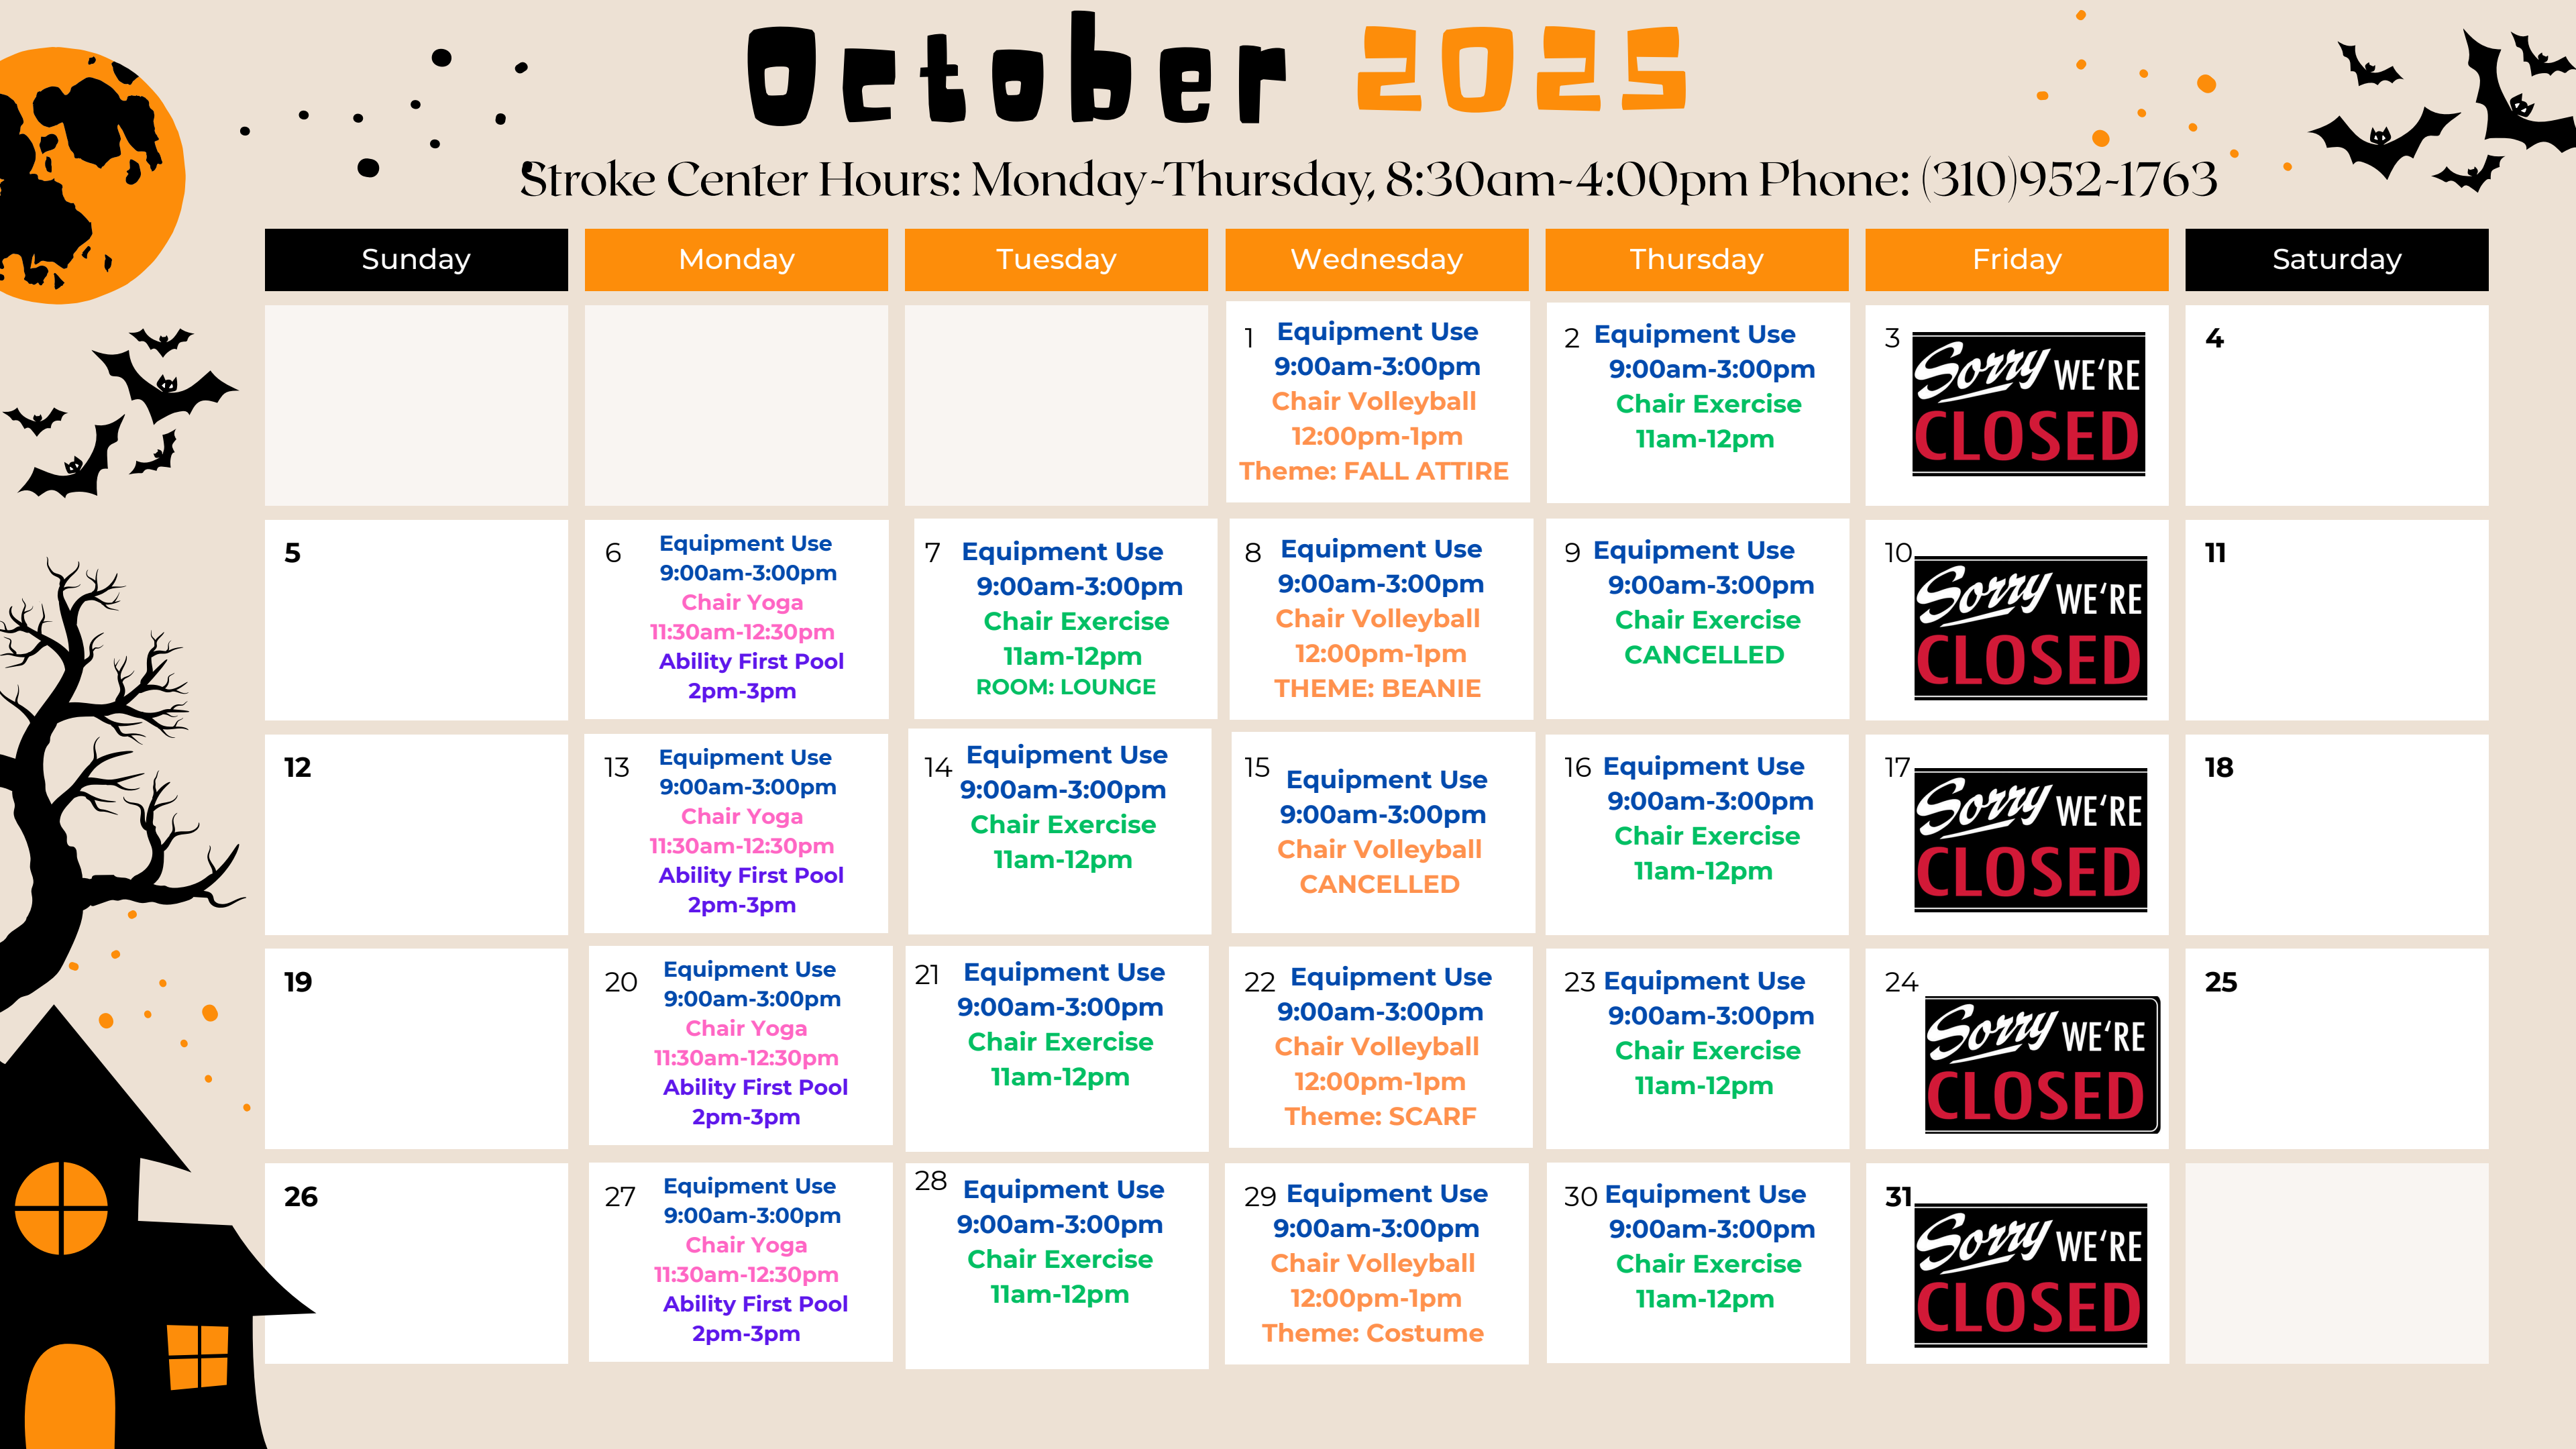 October 2025
Stroke Center Hours: Monday-Thursday, 8:30am-4:00pm Phone: (310)952-1763
Sunday
Monday
Tuesday
Wednesday
Thursday
Friday
Saturday
1
Equipment Use
9:00am-3:00pm
Chair Volleyball
12:00pm-1pm
Theme: FALL ATTIRE
2
Equipment Use
9:00am-3:00pm
Chair Exercise
11am-12pm
3
Sorry WE'RE
CLOSED
4
5
6
Equipment Use
9:00am-3:00pm
Chair Yoga
11:30am-12:30pm
Ability First Pool
2pm-3pm
7
Equipment Use
9:00am-3:00pm
Chair Exercise
11am-12pm
ROOM: LOUNGE
8
Equipment Use
9:00am-3:00pm
Chair Volleyball
12:00pm-1pm
THEME: BEANIE
9
Equipment Use
9:00am-3:00pm
Chair Exercise
CANCELLED
10
Sorry WE'RE
CLOSED
11
12
13
Equipment Use
9:00am-3:00pm
Chair Yoga
11:30am-12:30pm
Ability First Pool
2pm-3pm
14
Equipment Use
9:00am-3:00pm
Chair Exercise
11am-12pm
15
Equipment Use
9:00am-3:00pm
Chair Volleyball
CANCELLED
16
Equipment Use
9:00am-3:00pm
Chair Exercise
11am-12pm
17
Sorry WE'RE
CLOSED
18
19
20
Equipment Use
9:00am-3:00pm
Chair Yoga
11:30am-12:30pm
Ability First Pool
2pm-3pm
21
Equipment Use
9:00am-3:00pm
Chair Exercise
11am-12pm
22
Equipment Use
9:00am-3:00pm
Chair Volleyball
12:00pm-1pm
Theme: SCARF
23
Equipment Use
9:00am-3:00pm
Chair Exercise
11am-12pm
24
Sorry WE'RE
CLOSED
25
26
27
Equipment Use
9:00am-3:00pm
Chair Yoga
11:30am-12:30pm
Ability First Pool
2pm-3pm
28
Equipment Use
9:00am-3:00pm
Chair Exercise
11am-12pm
29
Equipment Use
9:00am-3:00pm
Chair Volleyball
12:00pm-1pm
Theme: Costume
30
Equipment Use
9:00am-3:00pm
Chair Exercise
11am-12pm
31
Sorry WE'RE
CLOSED